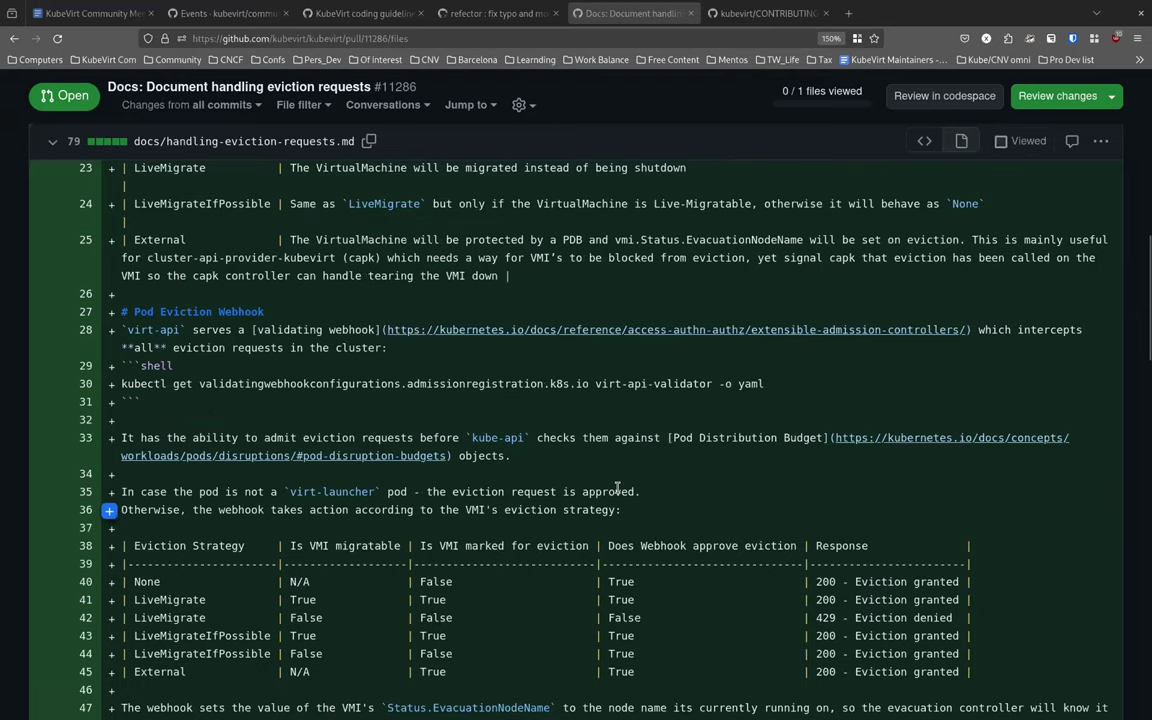 KubeVirt Community Me
Events · kubevirt/commu
KubeVirt coding guideline
refactor : fix typo and mo
Docs: Document handlin
kubevirt/CONTRIBUTING
https://github.com/kubevirt/kubevirt/pull/11286/files
150%
Computers
KubeVirt Com
Community
CNCF
Confs
Pers_Dev
Of interest
CNV
Barcelona
Learnding
Work Balance
Free Content
Mentos
TW_Life
Tax
KubeVirt Maintainers -…
Kube/CNV omni
Pro Dev list
Open
Docs: Document handling eviction requests #11286
Changes from all commits
File filter
Conversations
Jump to
0 / 1 files viewed
Review in codespace
Review changes
79 docs/handling-eviction-requests.md
Viewed
23 + | LiveMigrate | The VirtualMachine will be migrated instead of being shutdown
|
24 + | LiveMigrateIfPossible | Same as `LiveMigrate` but only if the VirtualMachine is Live-Migratable, otherwise it will behave as `None`
|
25 + | External | The VirtualMachine will be protected by a PDB and vmi.Status.EvacuationNodeName will be set on eviction. This is mainly useful
for cluster-api-provider-kubevirt (capk) which needs a way for VMI’s to be blocked from eviction, yet signal capk that eviction has been called on the
VMI so the capk controller can handle tearing the VMI down |
26 +
27 + # Pod Eviction Webhook
28 + `virt-api` serves a [validating webhook](https://kubernetes.io/docs/reference/access-authn-authz/extensible-admission-controllers/) which intercepts
**all** eviction requests in the cluster:
29 + ```shell
30 + kubectl get validatingwebhookconfigurations.admissionregistration.k8s.io virt-api-validator -o yaml
31 + ```
32 +
33 + It has the ability to admit eviction requests before `kube-api` checks them against [Pod Distribution Budget](https://kubernetes.io/docs/concepts/
workloads/pods/disruptions/#pod-disruption-budgets) objects.
34 +
35 + In case the pod is not a `virt-launcher` pod - the eviction request is approved.
36 + Otherwise, the webhook takes action according to the VMI's eviction strategy:
37 +
38 + | Eviction Strategy | Is VMI migratable | Is VMI marked for eviction | Does Webhook approve eviction | Response |
39 + |-----------------------|-------------------|----------------------------|-------------------------------|------------------------|
40 + | None | N/A | False | True | 200 - Eviction granted |
41 + | LiveMigrate | True | True | True | 200 - Eviction granted |
42 + | LiveMigrate | False | False | False | 429 - Eviction denied |
43 + | LiveMigrateIfPossible | True | True | True | 200 - Eviction granted |
44 + | LiveMigrateIfPossible | False | False | True | 200 - Eviction granted |
45 + | External | N/A | True | True | 200 - Eviction granted |
46 +
47 + The webhook sets the value of the VMI's `Status.EvacuationNodeName` to the node name its currently running on, so the evacuation controller will know it